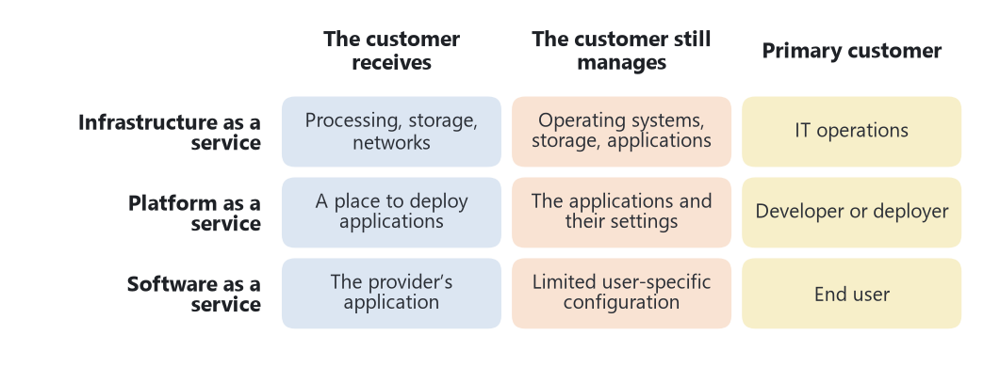 The customer
receives
The customer still
manages
Primary customer
Infrastructure as a
service
Processing, storage,
networks
Operating systems,
storage, applications
IT operations
Platform as a
service
A place to deploy
applications
The applications and
their settings
Developer or deployer
Software as a
service
The provider’s
application
Limited user-specific
configuration
End user